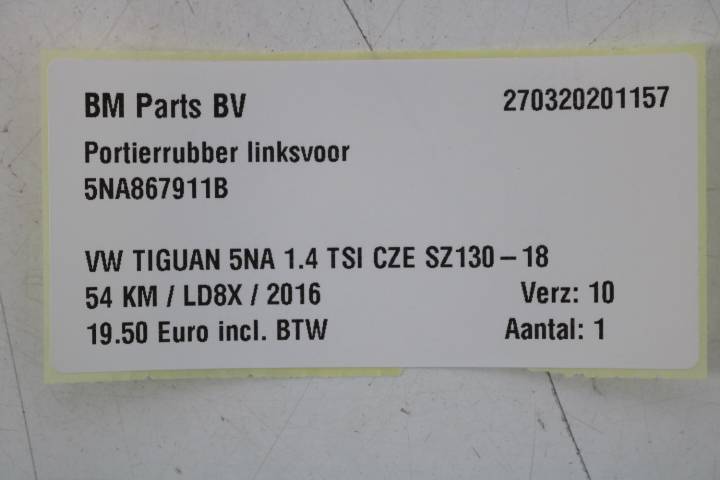 BM Parts BV 270320201157
Portierrubber linksvoor
5NA867911B
VW TIGUAN 5NA 1.4 TSI CZE SZ130-18
54 KM / LD8X / 2016 Verz: 10
19.50 Euro incl. BTW Aantal: 1